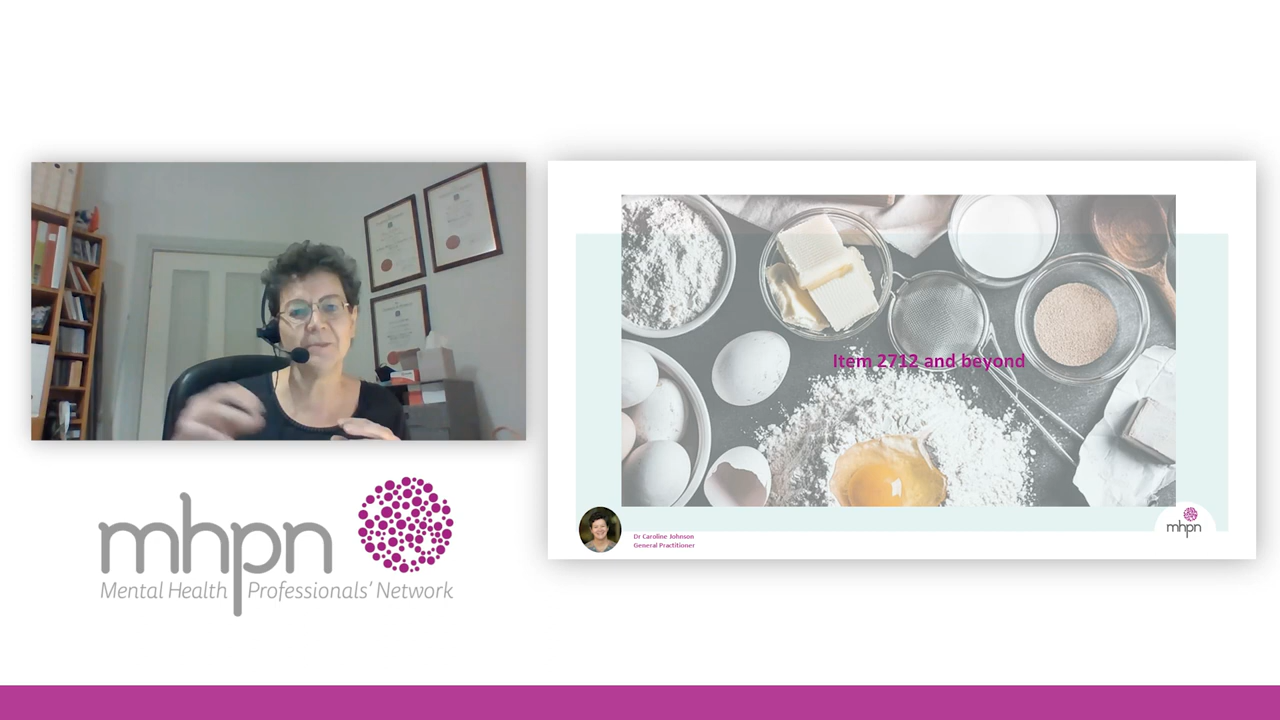 Item 2712 and beyond
Dr Caroline Johnson
General Practitioner
mhpn
mhpn
Mental Health Professionals' Network